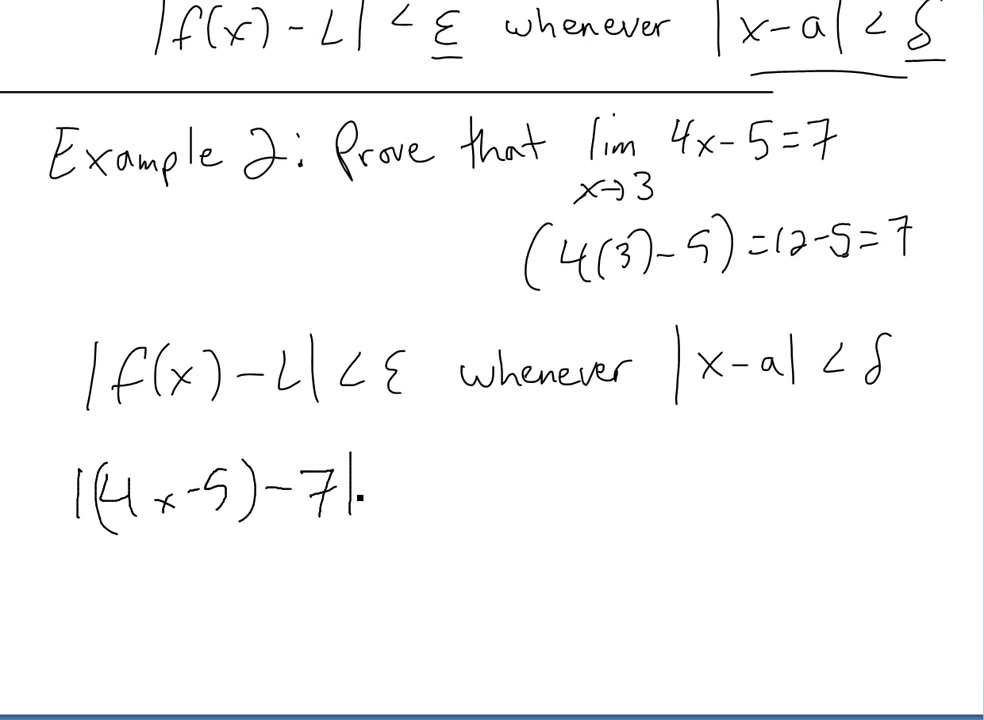 |f(x) - L| < ε whenever |x-a| < δ
Example 2: Prove that lim 4x-5=7
x→3
(4(3)-5)=12-5=7
|f(x)-L| < ε whenever |x-a| < δ
|(4x-5)-7|